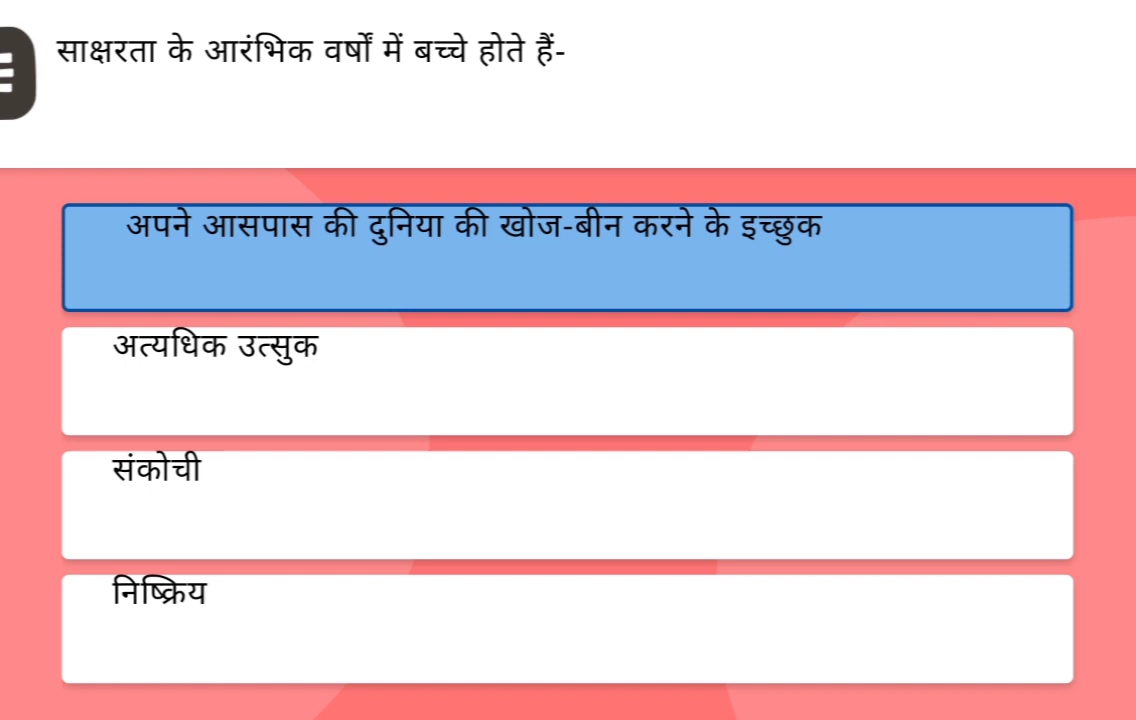 साक्षरता के आरंभिक वर्षों में बच्चे होते हैं-
अपने आसपास की दुनिया की खोज-बीन करने के इच्छुक
अत्यधिक उत्सुक
संकोची
निष्क्रिय